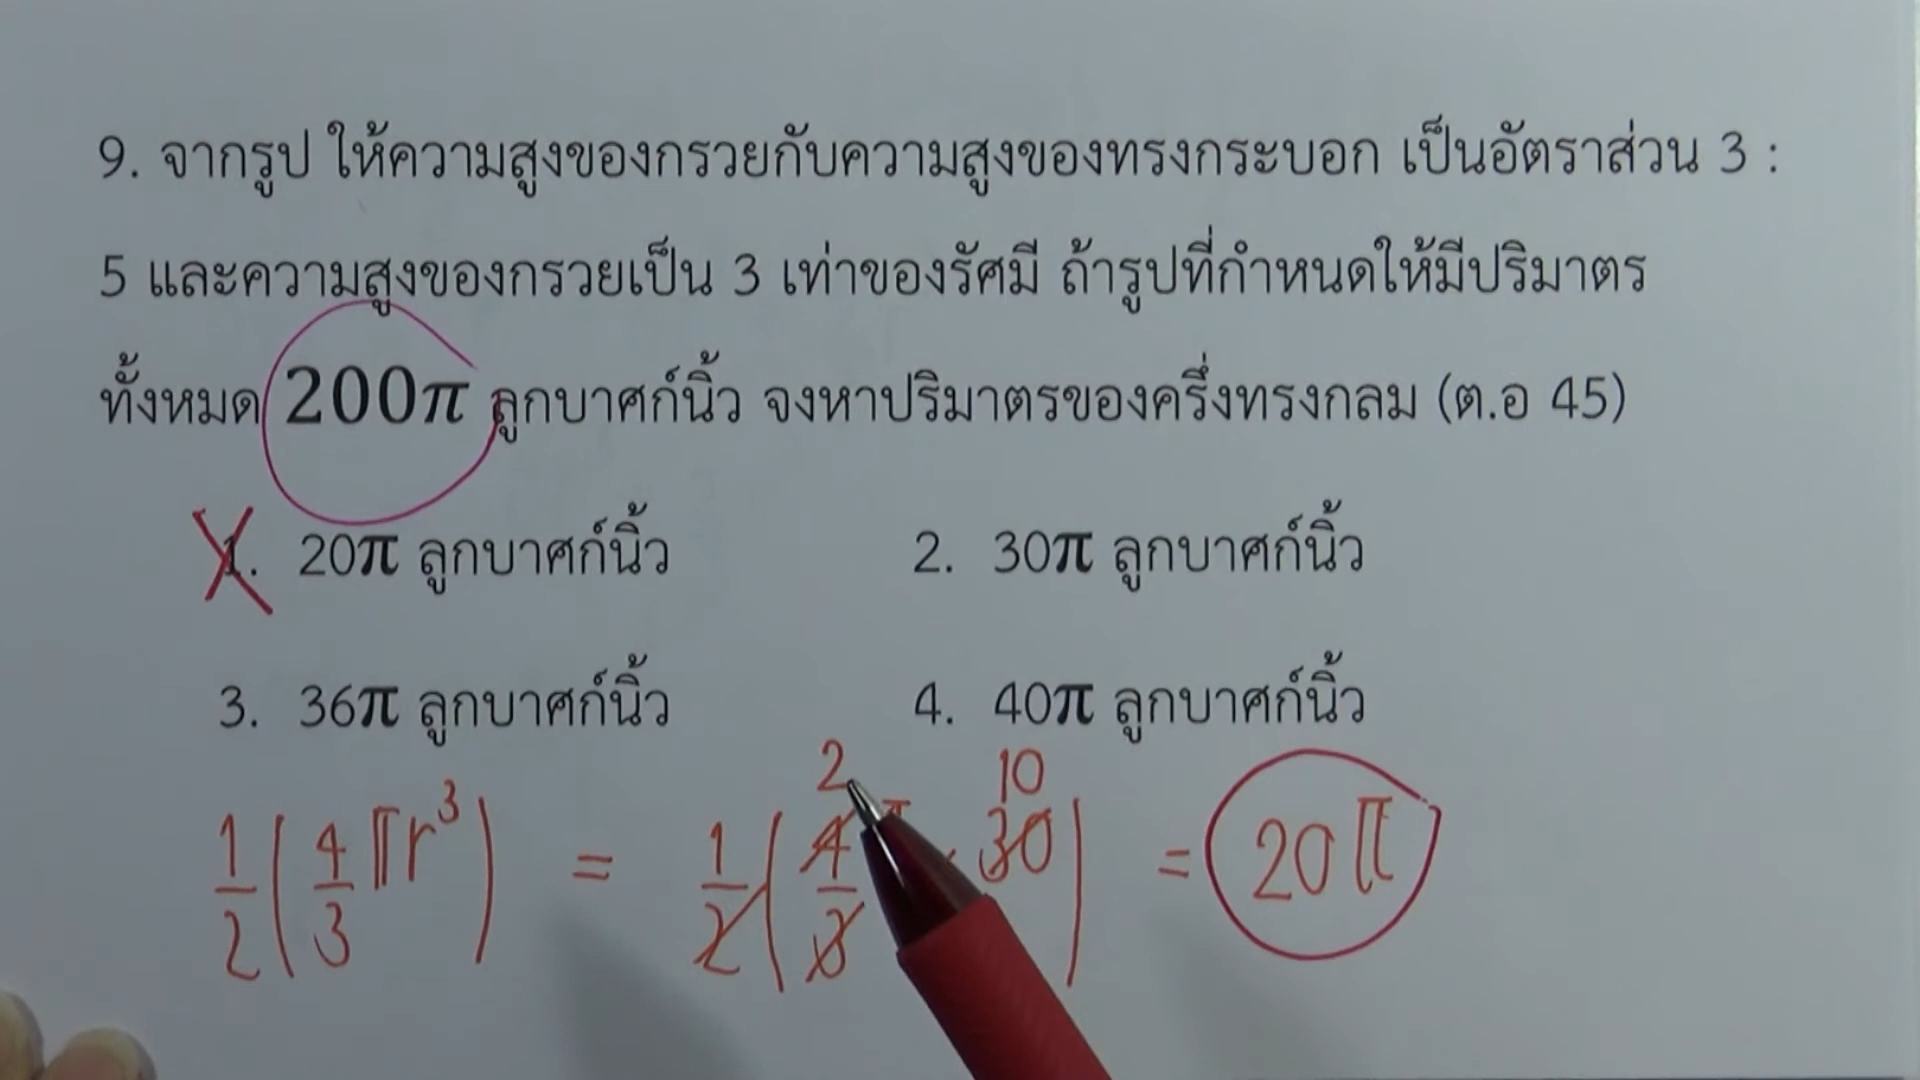 9. จากรูป ให้ความสูงของกรวยกับความสูงของทรงกระบอก เป็นอัตราส่วน 3 :
5 และความสูงของกรวยเป็น 3 เท่าของรัศมี ถ้ารูปที่กำหนดให้มีปริมาตร
ทั้งหมด 200π ลูกบาศก์นิ้ว จงหาปริมาตรของครึ่งทรงกลม (ต.อ 45)
1. 20π ลูกบาศก์นิ้ว 2. 30π ลูกบาศก์นิ้ว
3. 36π ลูกบาศก์นิ้ว 4. 40π ลูกบาศก์นิ้ว
2 10
1/2 (4/3 πr³) = 1/2 (4/3 π · 30) = 20π